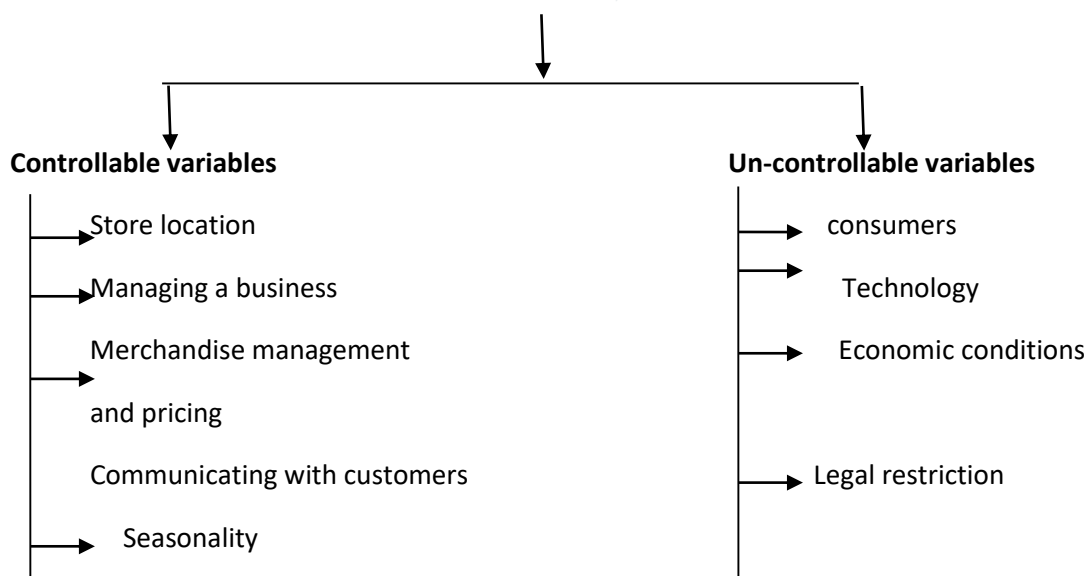 Controllable variables
Un-controllable variables
Store location
consumers
Managing a business
Technology
Merchandise management
Economic conditions
and pricing
Communicating with customers
Legal restriction
Seasonality